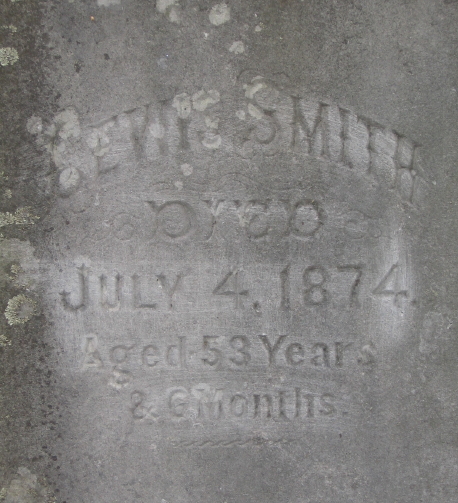 LEWIS SMITH
DIED
JULY 4, 1874.
Aged 53 Years
& 6 Months.